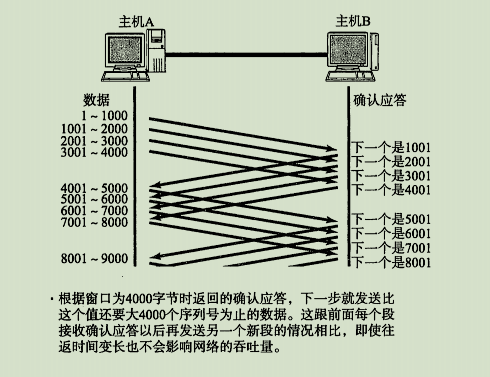 主机A
主机B
数据
确认应答
1～1000
1001～2000
2001～3000
3001～4000
下一个是1001
下一个是2001
下一个是3001
下一个是4001
4001～5000
5001～6000
6001～7000
7001～8000
下一个是5001
下一个是6001
下一个是7001
下一个是8001
8001～9000
·根据窗口为4000字节时返回的确认应答，下一步就发送比
这个值还要大4000个序列号为止的数据。这跟前面每个段
接收确认应答以后再发送另一个新段的情况相比，即使往
返时间变长也不会影响网络的吞吐量。